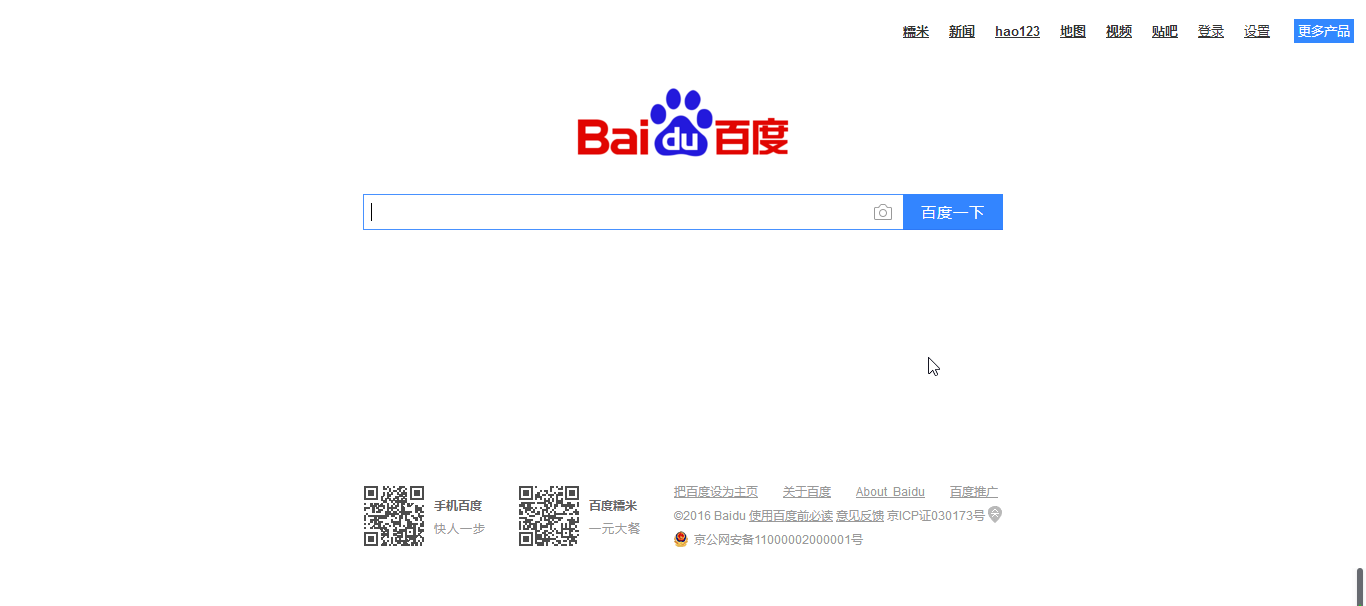 糯米 新闻 hao123 地图 视频 贴吧 登录 设置 更多产品
Bai du 百度
百度一下
手机百度
快人一步
百度糯米
一元大餐
把百度设为主页 关于百度 About Baidu 百度推广
©2016 Baidu 使用百度前必读 意见反馈 京ICP证030173号
京公网安备11000002000001号